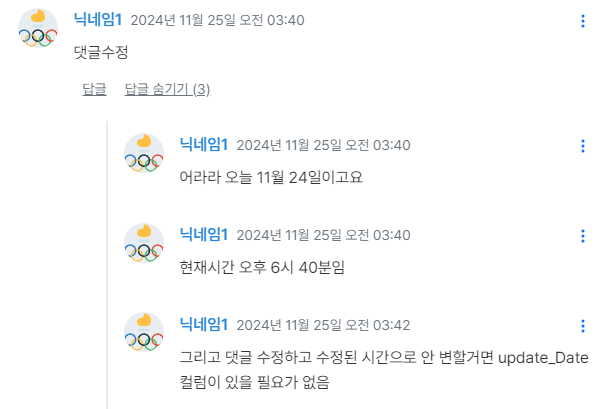 닉네임1 2024년 11월 25일 오전 03:40
댓글수정
답글 답글 숨기기 (3)
닉네임1 2024년 11월 25일 오전 03:40
어라라 오늘 11월 24일이고요
닉네임1 2024년 11월 25일 오전 03:40
현재시간 오후 6시 40분임
닉네임1 2024년 11월 25일 오전 03:42
그리고 댓글 수정하고 수정된 시간으로 안 변할거면 update_Date
컬럼이 있을 필요가 없음